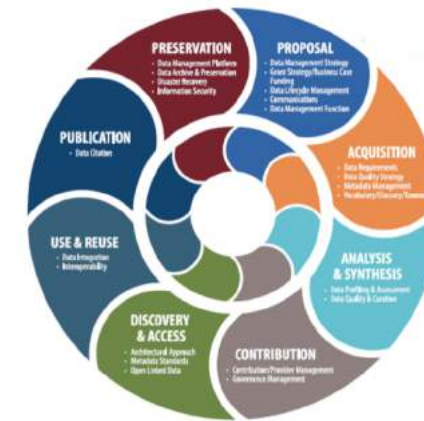 PRESERVATION
• Data Management Platform
• Data Archive & Preservation
• Disaster Recovery
• Information Security
PROPOSAL
• Data Management Strategy
• Grant Strategy/Business Case
Funding
• Data Lifecycle Management
• Communications
• Data Management Function
ACQUISITION
• Data Requirements
• Data Quality Strategy
• Metadata Management
• Vocabulary/Glossary/
ANALYSIS
& SYNTHESIS
• Data Profiling & Assessment
• Data Quality & Curation
CONTRIBUTION
• Contribution/Provider Management
• Governance Management
DISCOVERY
& ACCESS
• Architectural Approach
• Metadata Standards
• Open Linked Data
USE & REUSE
• Data Integration
• Interoperability
PUBLICATION
• Data Citation